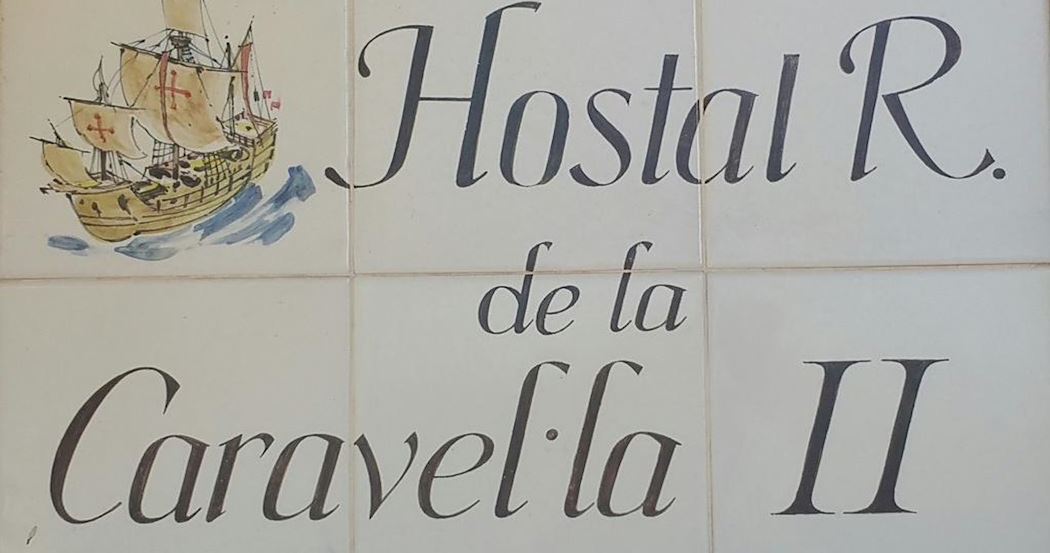 Hostal R.
de la
Caravel·la II